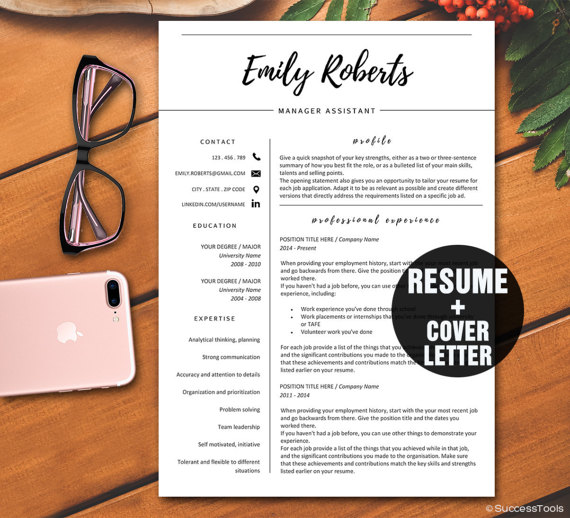 Emily Roberts
MANAGER ASSISTANT
CONTACT
123 . 456 . 789
EMILY.ROBERTS@GMAIL.COM
CITY . STATE . ZIP CODE
LINKEDIN.COM/USERNAME
in
EDUCATION
YOUR DEGREE / MAJOR
University Name
2008 - 2010
YOUR DEGREE / MAJOR
University Name
2004 - 2008
EXPERTISE
Analytical thinking, planning
Strong communication
Accuracy and attention to details
Organization and prioritization
Problem solving
Team leadership
Self motivated, initiative
Tolerant and flexible to different
situations
profile
Give a quick snapshot of your key strengths, either as a two or three-sentence
summary of how you best fit the role, or as a bulleted list of your main skills,
talents and selling points.
The opening statement also gives you an opportunity to tailor your resume for
each job application. Adapt it to be as relevant as possible and create different
versions that directly address the requirements listed on a specific job ad.
professional experience
POSITION TITLE HERE / Company Name
2014 - Present
When providing your employment history, start with the your most recent job
and go backwards from there. Give the position title
If you haven't had a job before, you can use other
experience, including:
• Work experience you've done through school
• Work placements or internships that you've done through
or TAFE
• Volunteer work you've done
For each job provide a list of the things that you
and the significant contributions you made to the
that these achievements and contributions match the key
listed earlier on your resume.
POSITION TITLE HERE / Company Name
2011 - 2014
When providing your employment history, start with the your most recent job
and go backwards from there. Give the position title and the dates you
worked there.
If you haven't had a job before, you can use other things to demonstrate your
experience.
For each job provide a list of the things that you achieved while in that job,
and the significant contributions you made to the organisation. Make sure
that these achievements and contributions match the key skills and strengths
listed earlier on your resume.
RESUME
+
COVER
LETTER
© SuccessTools